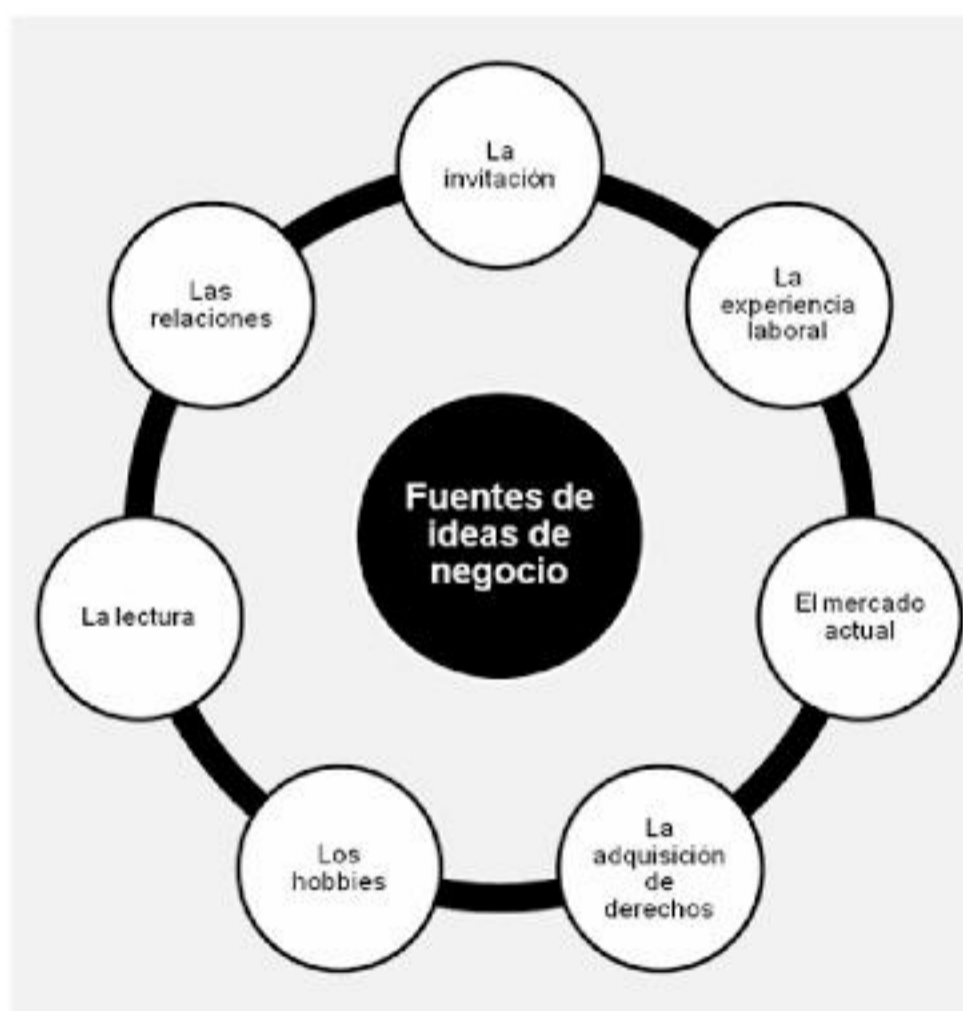 La
invitación
La
experiencia
laboral
El mercado
actual
La
adquisición
de
derechos
Los
hobbies
La lectura
Las
relaciones
Fuentes de
ideas de
negocio